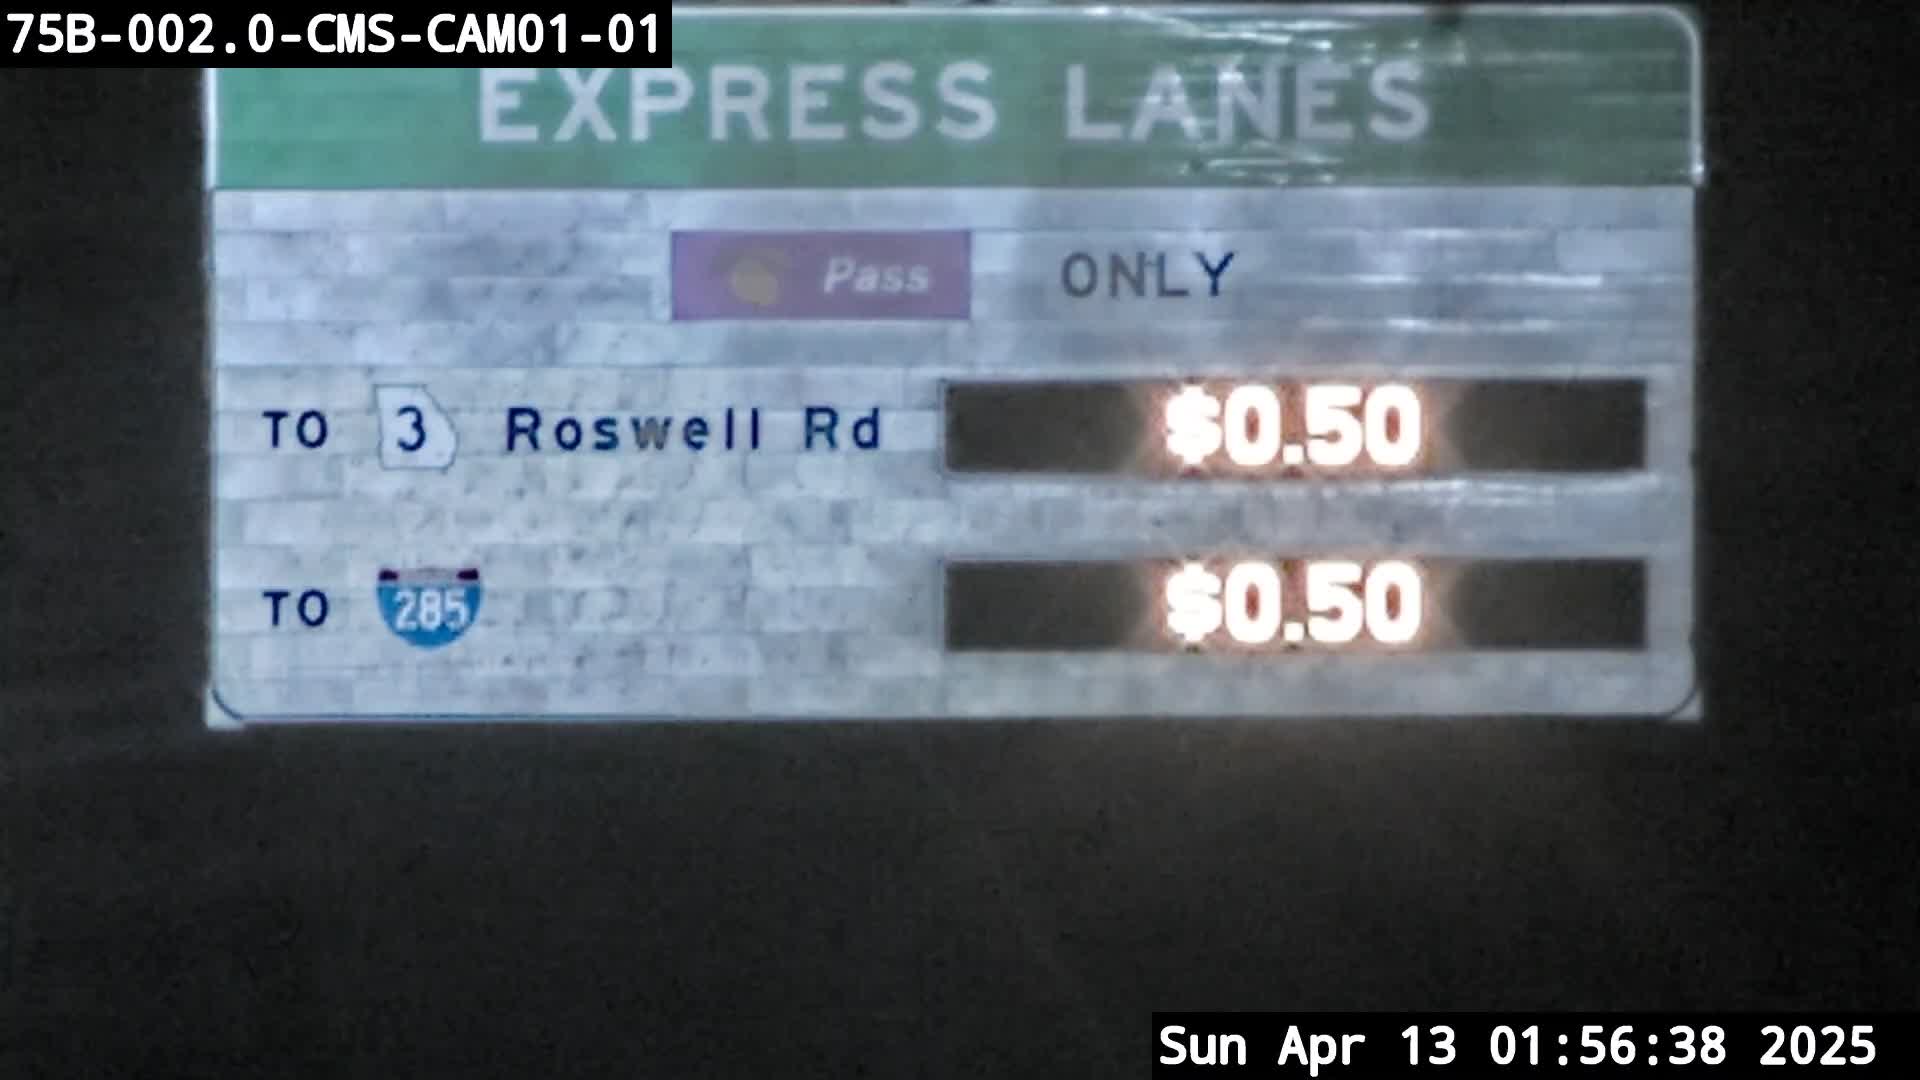 75B-002.0-CMS-CAM01-01
EXPRESS LANES
Pass ONLY
TO 3 Roswell Rd $0.50
TO 285 $0.50
Sun Apr 13 01:56:38 2025